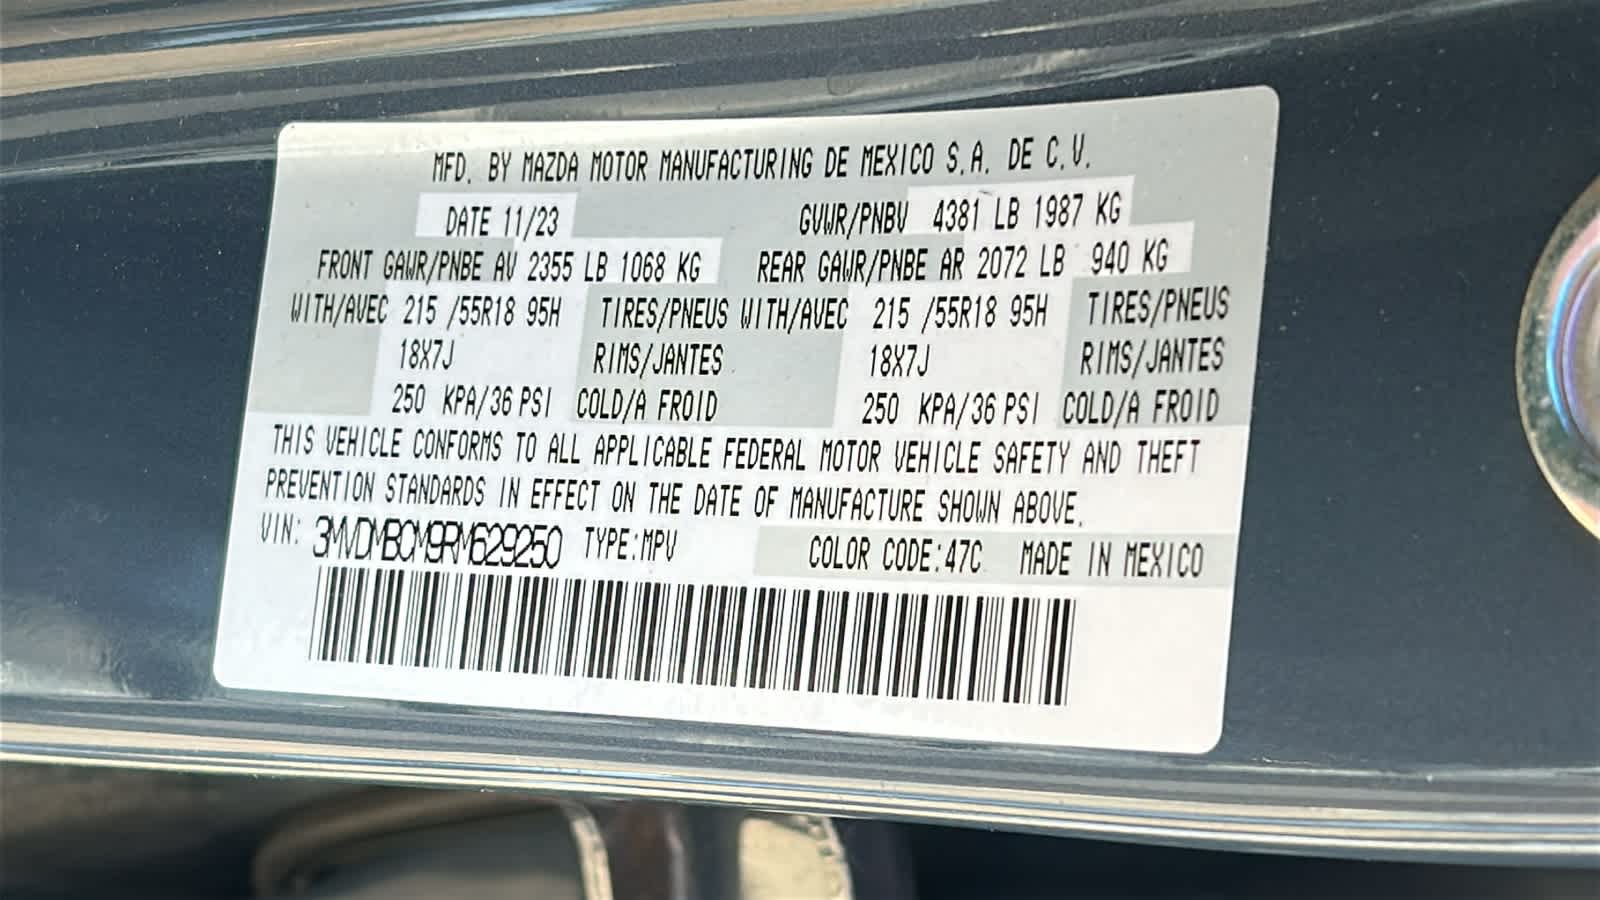 MFD. BY MAZDA MOTOR MANUFACTURING DE MEXICO S.A. DE C.V.
DATE 11/23 GVWR/PNBV 4381 LB 1987 KG
FRONT GAWR/PNBE AV 2355 LB 1068 KG REAR GAWR/PNBE AR 2072 LB 940 KG
WITH/AVEC 215 /55R18 95H TIRES/PNEUS WITH/AVEC 215 /55R18 95H TIRES/PNEUS
18X7J RIMS/JANTES 18X7J RIMS/JANTES
250 KPA/36 PSI COLD/A FROID 250 KPA/36 PSI COLD/A FROID
THIS VEHICLE CONFORMS TO ALL APPLICABLE FEDERAL MOTOR VEHICLE SAFETY AND THEFT
PREVENTION STANDARDS IN EFFECT ON THE DATE OF MANUFACTURE SHOWN ABOVE.
VIN: 3MVDMBCM9RM629250 TYPE:MPV COLOR CODE:47C MADE IN MEXICO